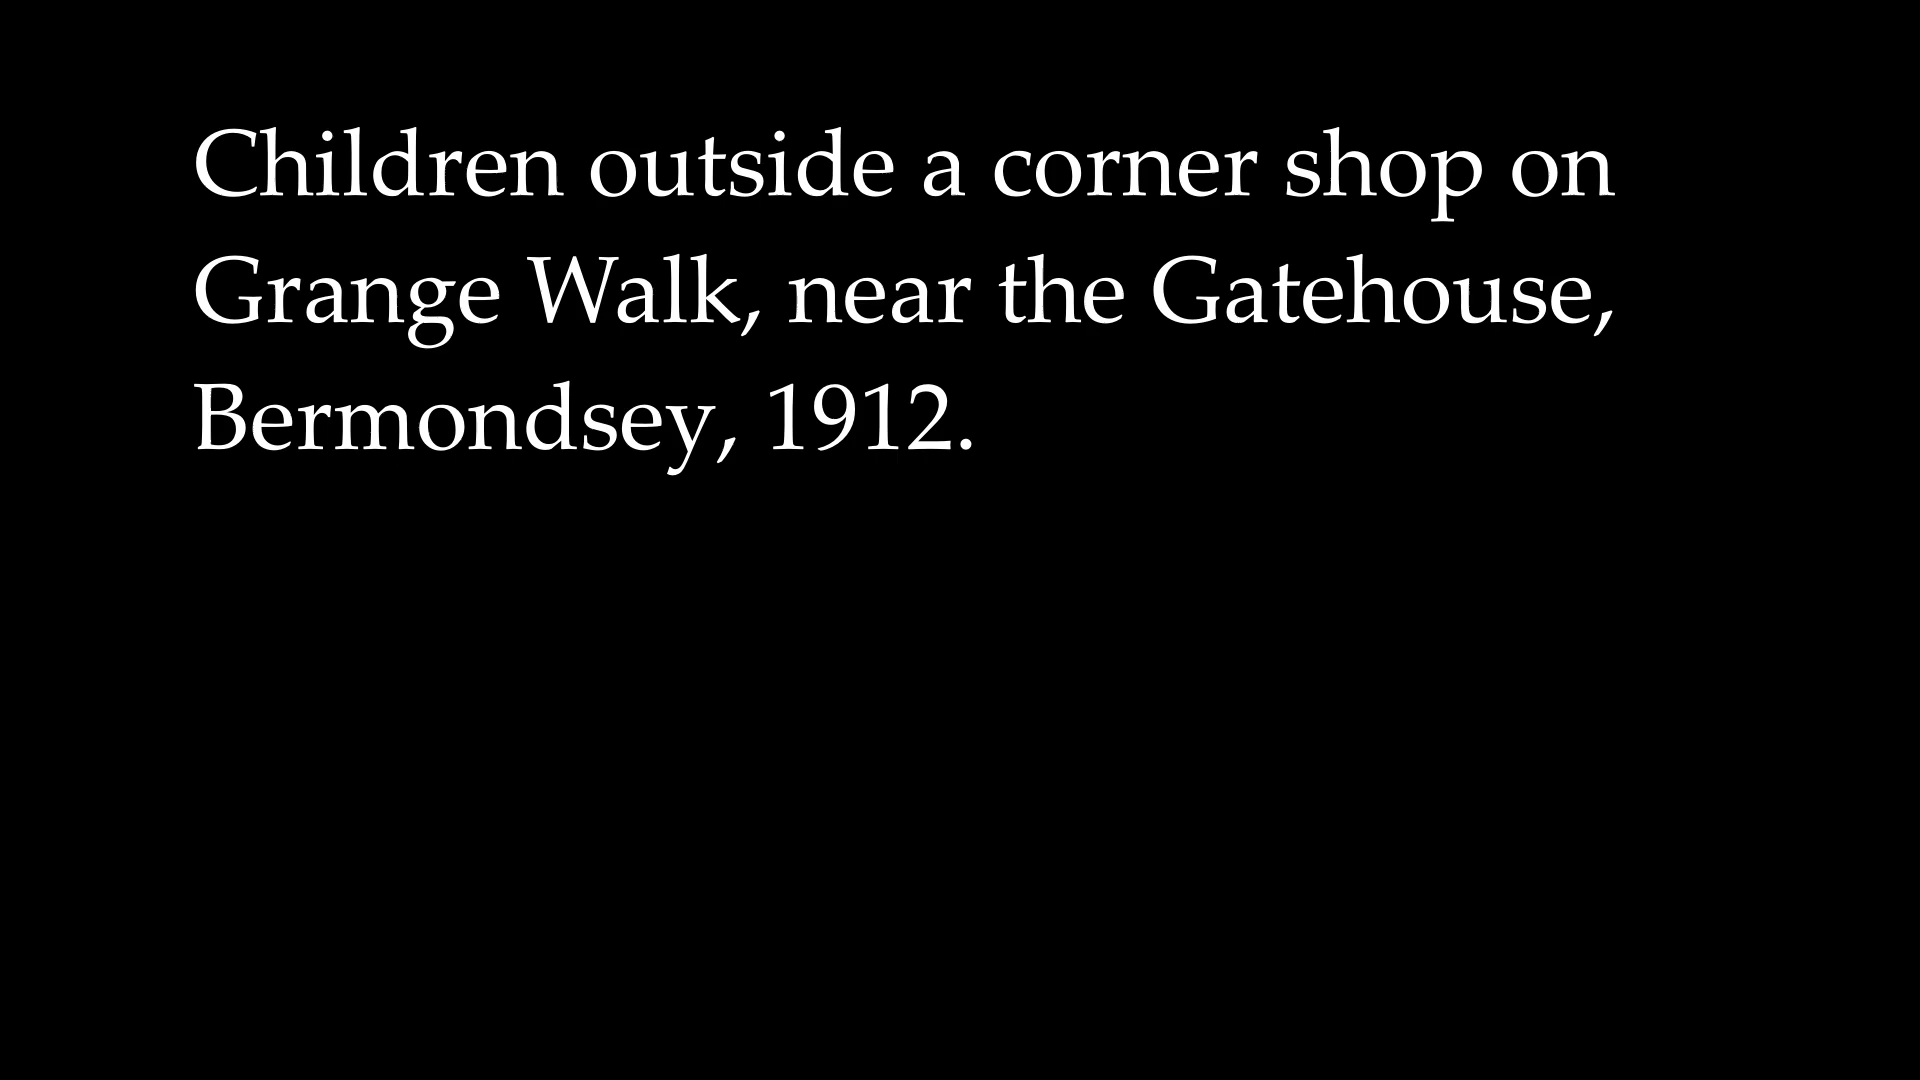 Children outside a corner shop on
Grange Walk, near the Gatehouse,
Bermondsey, 1912.